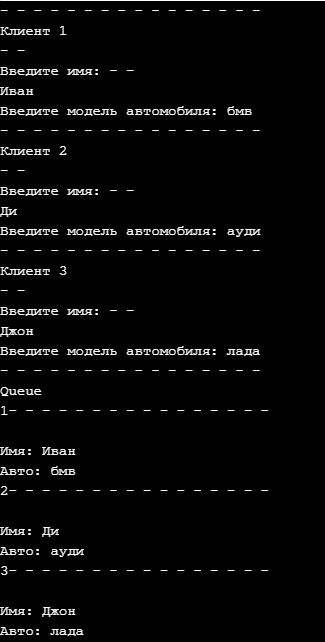 - - - - - - - - - - - - - - - -
Клиент 1
- -
Введите имя: - -
Иван
Введите модель автомобиля: бмв
- - - - - - - - - - - - - - - -
Клиент 2
- -
Введите имя: - -
Ди
Введите модель автомобиля: ауди
- - - - - - - - - - - - - - - -
Клиент 3
- -
Введите имя: - -
Джон
Введите модель автомобиля: лада
- - - - - - - - - - - - - - - -
Queue
1- - - - - - - - - - - - - - - -
Имя: Иван
Авто: бмв
2- - - - - - - - - - - - - - - -
Имя: Ди
Авто: ауди
3- - - - - - - - - - - - - - - -
Имя: Джон
Авто: лада